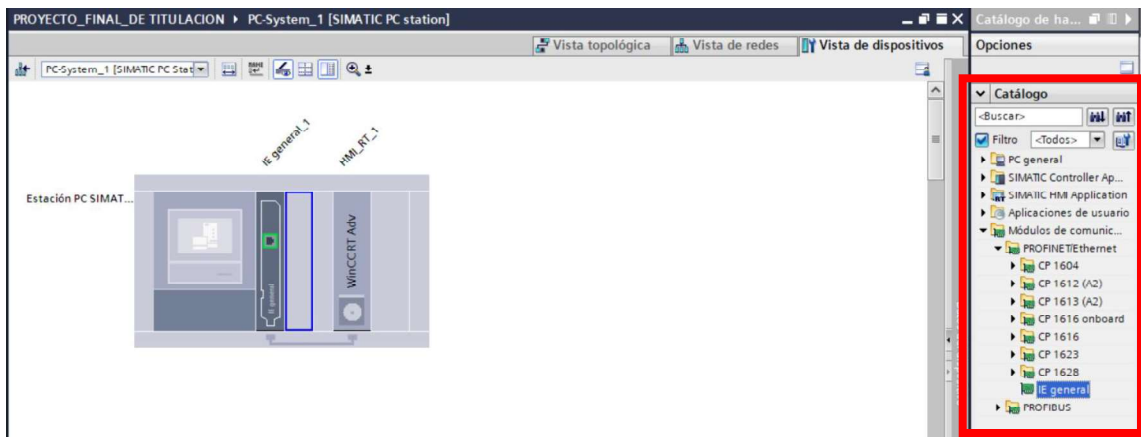 PROYECTO_FINAL_DE TITULACION ▸ PC-System_1 [SIMATIC PC station]
Catálogo de ha...
Vista topológica
Vista de redes
Vista de dispositivos
Opciones
PC-System_1 [SIMATIC PC Stat
Catálogo
<Buscar>
Filtro
<Todos>
PC general
SIMATIC Controller Ap...
SIMATIC HMI Application
Aplicaciones de usuario
Módulos de comunic...
PROFINET/Ethernet
CP 1604
CP 1612 (A2)
CP 1613 (A2)
CP 1616 onboard
CP 1616
CP 1623
CP 1628
IE general
PROFIBUS
IE general_1
HMI_RT_1
Estación PC SIMAT...
IE general
WinCCRT Adv